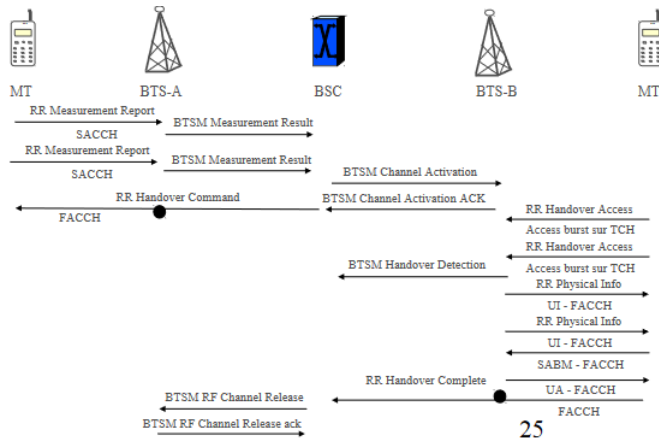 MT BTS-A BSC BTS-B MT
RR Measurement Report
SACCH
BTSM Measurement Result
RR Measurement Report
SACCH
BTSM Measurement Result
BTSM Channel Activation
RR Handover Command
FACCH
BTSM Channel Activation ACK
RR Handover Access
Access burst sur TCH
RR Handover Access
Access burst sur TCH
BTSM Handover Detection
RR Physical Info
UI - FACCH
RR Physical Info
UI - FACCH
SABM - FACCH
RR Handover Complete
UA - FACCH
FACCH
BTSM RF Channel Release
BTSM RF Channel Release ack
25